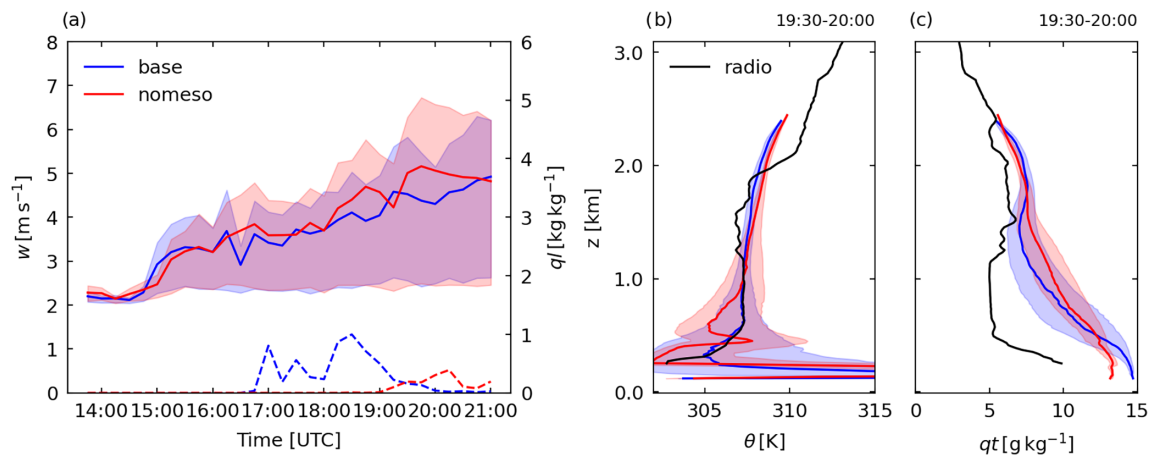 (a)
(b)
19:30-20:00
(c)
19:30-20:00
8
7
6
5
4
3
2
1
0
w [m s⁻¹]
base
nomeso
6
5
4
3
2
1
0
ql [kg kg⁻¹]
14:00 15:00 16:00 17:00 18:00 19:00 20:00 21:00
Time [UTC]
radio
3.0
2.0
1.0
0.0
z [km]
305 310 315
θ [K]
0 5 10 15
qt [g kg⁻¹]